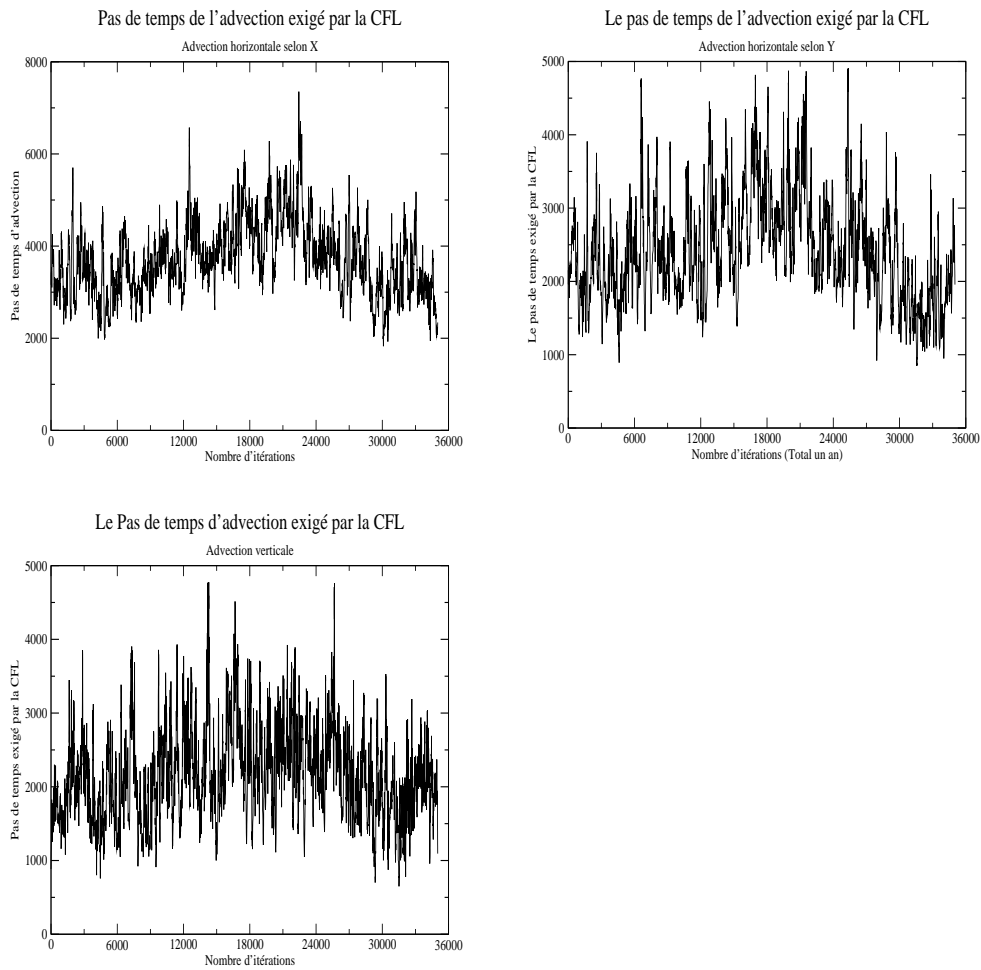 Pas de temps de l'advection exigé par la CFL
Advection horizontale selon X
8000
6000
4000
2000
0
Pas de temps d'advection
0 6000 12000 18000 24000 30000 36000
Nombre d'itérations
Le pas de temps de l'advection exigé par la CFL
Advection horizontale selon Y
5000
4000
3000
2000
1000
0
Le pas de temps exigé par la CFL
0 6000 12000 18000 24000 30000 36000
Nombre d'itérations (Total un an)
Le Pas de temps d'advection exigé par la CFL
Advection verticale
5000
4000
3000
2000
1000
0
Pas de temps exigé par la CFL
0 6000 12000 18000 24000 30000 36000
Nombre d'itérations